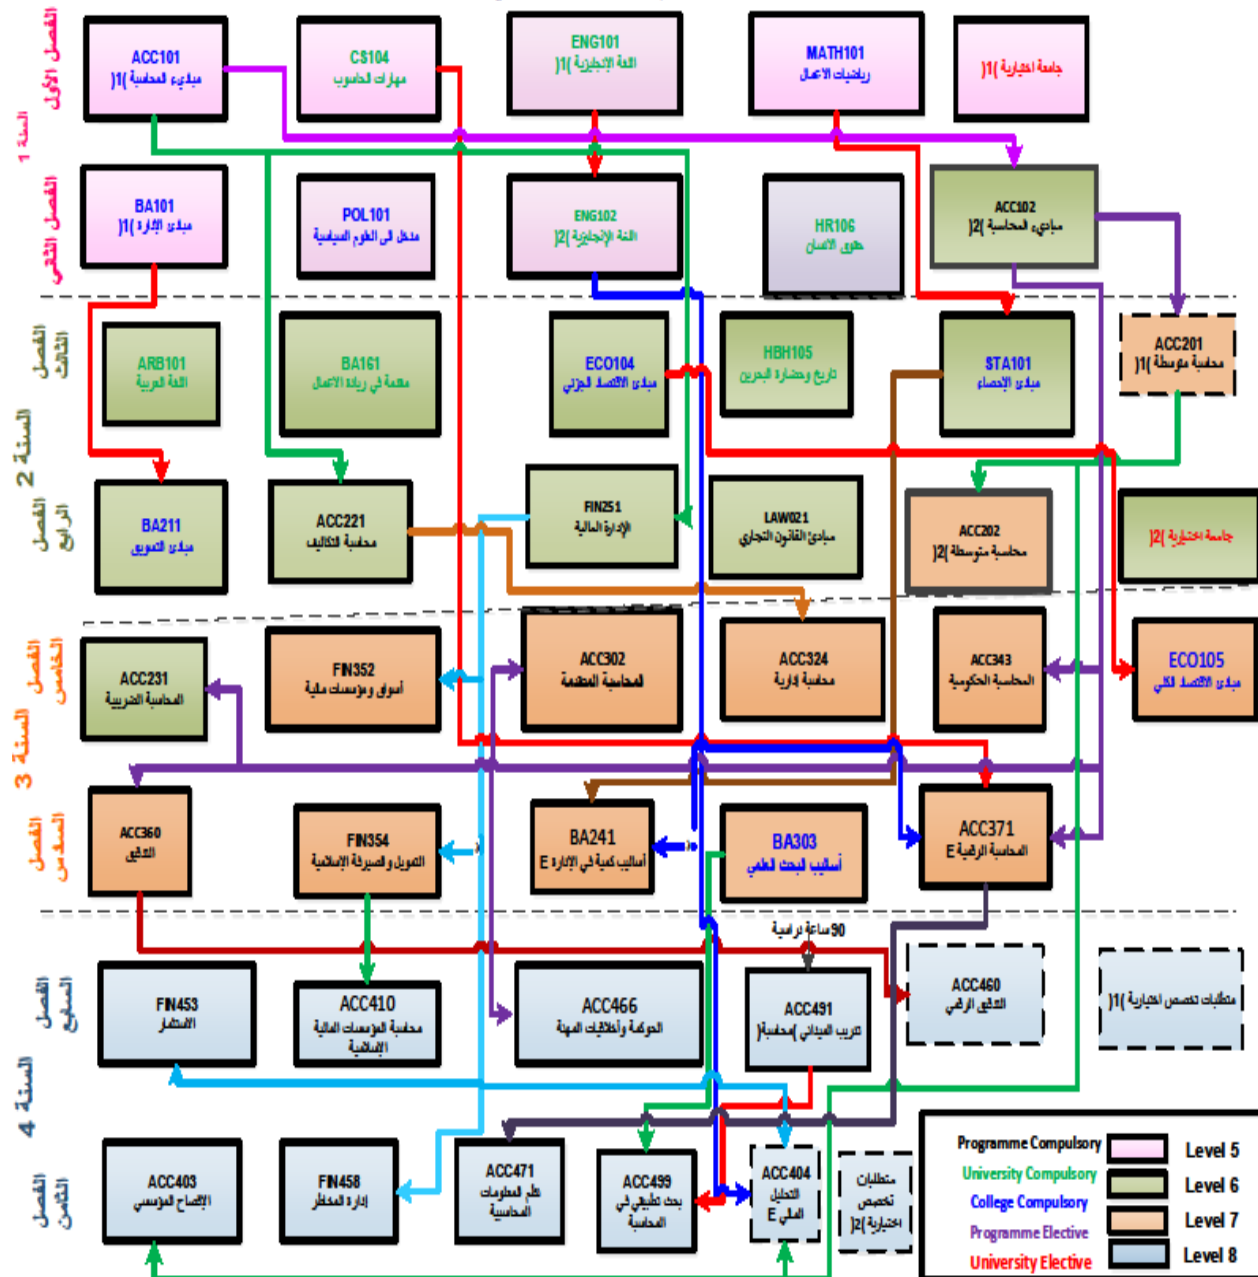 الفصل الأول
ACC101
مباديء المحاسبة )1(
CS104
مهارات الحاسوب
ENG101
اللغة الإنجليزية )1(
MATH101
رياضيات الاعمال
جامعة اختيارية )1(
السنة 1
الفصل الثاني
BA101
مبادئ الإدارة )1(
POL101
مدخل الى العلوم السياسية
ENG102
اللغة الإنجليزية )2(
HR106
حقوق الانسان
ACC102
مباديء المحاسبة )2(
الفصل الثالث
ARB101
اللغة العربية
BA161
مقدمة في ريادة الاعمال
ECO104
مبادئ الاقتصاد الجزئي
HBH105
تاريخ وحضارة البحرين
STA101
مبادئ الإحصاء
ACC201
محاسبة متوسطة )1(
السنة 2
الفصل الرابع
BA211
مبادئ التسويق
ACC221
محاسبة التكاليف
FIN251
الإدارة المالية
LAW021
مبادئ القانون التجاري
ACC202
محاسبة متوسطة )2(
جامعة اختيارية )2(
الفصل الخامس
ACC231
المحاسبة الضريبية
FIN352
أسواق ومؤسسات مالية
ACC302
المحاسبة المتقدمة
ACC324
محاسبة إدارية
ACC343
المحاسبة الحكومية
ECO105
مبادئ الاقتصاد الكلي
السنة 3
الفصل السادس
ACC360
التدقيق
FIN354
التمويل والصيرفة الإسلامية
BA241
أساليب كمية في الإدارة E
BA303
أساليب البحث العلمي
ACC371
المحاسبة الرقمية E
90 ساعة دراسية
الفصل السابع
FIN453
الاستثمار
ACC410
محاسبة المؤسسات المالية
الإسلامية
ACC466
الحوكمة وأخلاقيات المهنة
ACC491
تدريب الميداني )محاسبة(
ACC460
التدقيق الرقمي
متطلبات تخصص اختيارية )1(
السنة 4
الفصل الثامن
ACC403
الإفصاح المؤسسي
FIN458
إدارة المخاطر
ACC471
نظم المعلومات
المحاسبية
ACC499
بحث تطبيقي في
المحاسبة
ACC404
التحليل
المالي E
متطلبات
تخصص
اختيارية )2(
Programme Compulsory
Level 5
University Compulsory
Level 6
College Compulsory
Level 7
Programme Elective
Level 8
University Elective